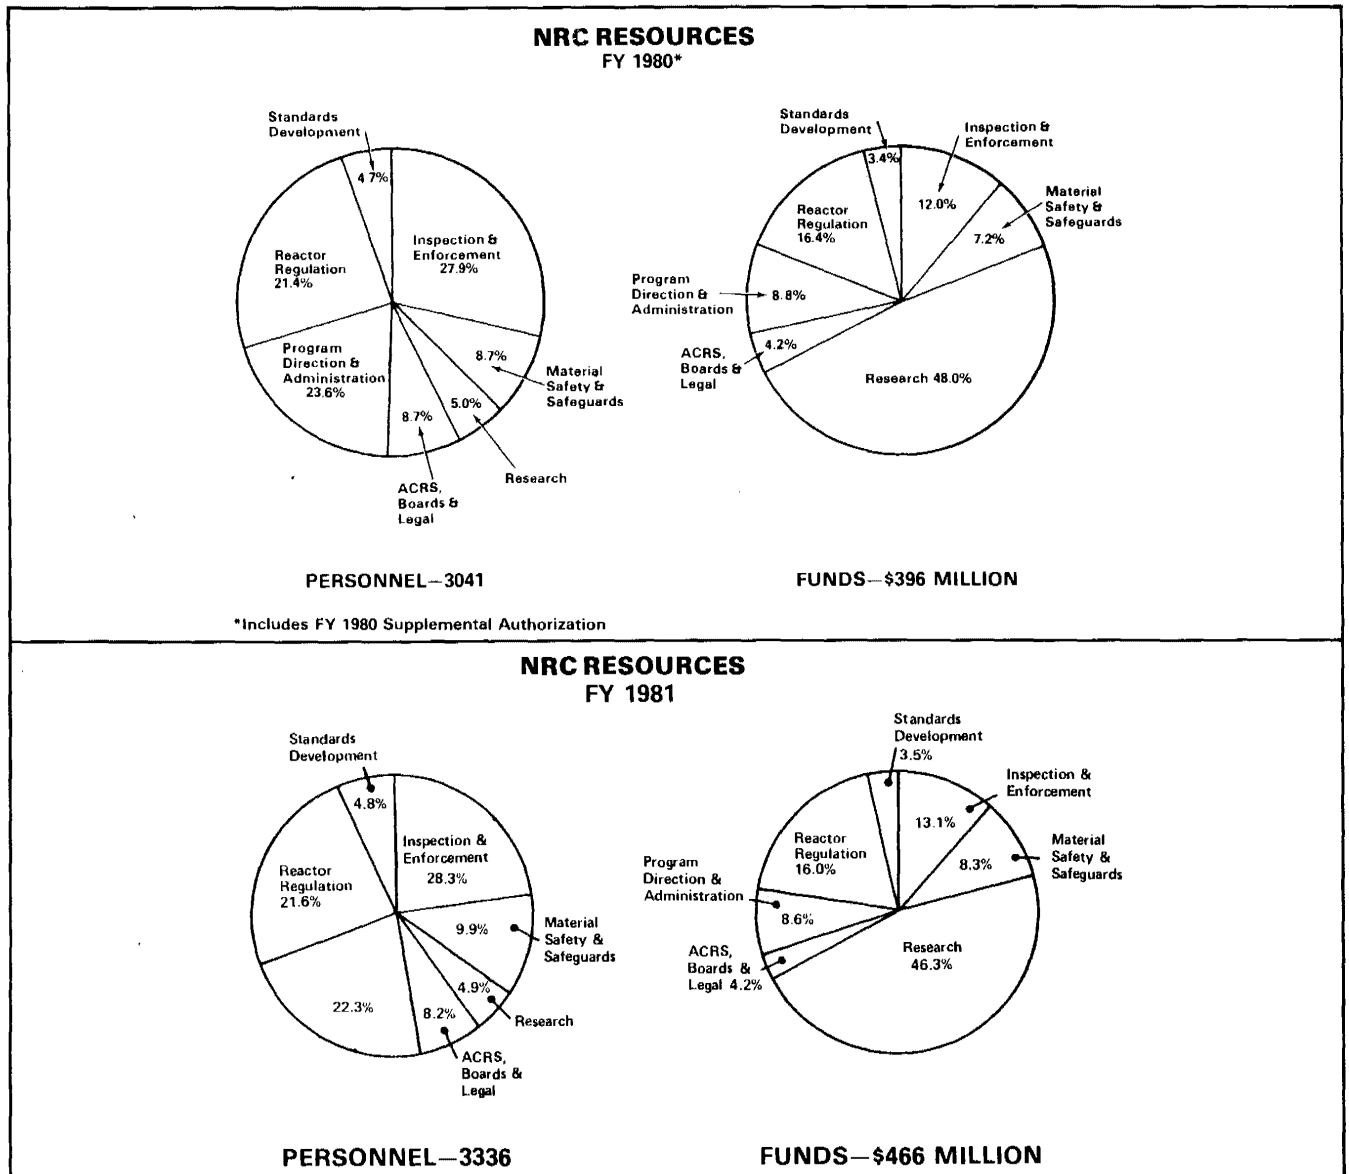 NRC RESOURCES
FY 1980*
Standards
Development
4.7%
Inspection &
Enforcement
27.9%
Reactor
Regulation
21.4%
Program
Direction &
Administration
23.6%
8.7%
Material
Safety &
Safeguards
5.0%
Research
8.7%
ACRS,
Boards &
Legal
PERSONNEL—3041
Standards
Development
3.4%
Inspection &
Enforcement
12.0%
Material
Safety &
Safeguards
7.2%
Reactor
Regulation
16.4%
Program
Direction &
Administration
8.8%
ACRS,
Boards &
Legal
4.2%
Research 48.0%
FUNDS—$396 MILLION
*Includes FY 1980 Supplemental Authorization
NRC RESOURCES
FY 1981
Standards
Development
4.8%
Inspection &
Enforcement
28.3%
Reactor
Regulation
21.6%
9.9%
Material
Safety &
Safeguards
4.9%
Research
22.3%
8.2%
ACRS,
Boards &
Legal
PERSONNEL—3336
Standards
Development
3.5%
Inspection &
Enforcement
13.1%
Material
Safety &
Safeguards
8.3%
Reactor
Regulation
16.0%
Program
Direction &
Administration
8.6%
ACRS,
Boards &
Legal 4.2%
Research
46.3%
FUNDS—$466 MILLION